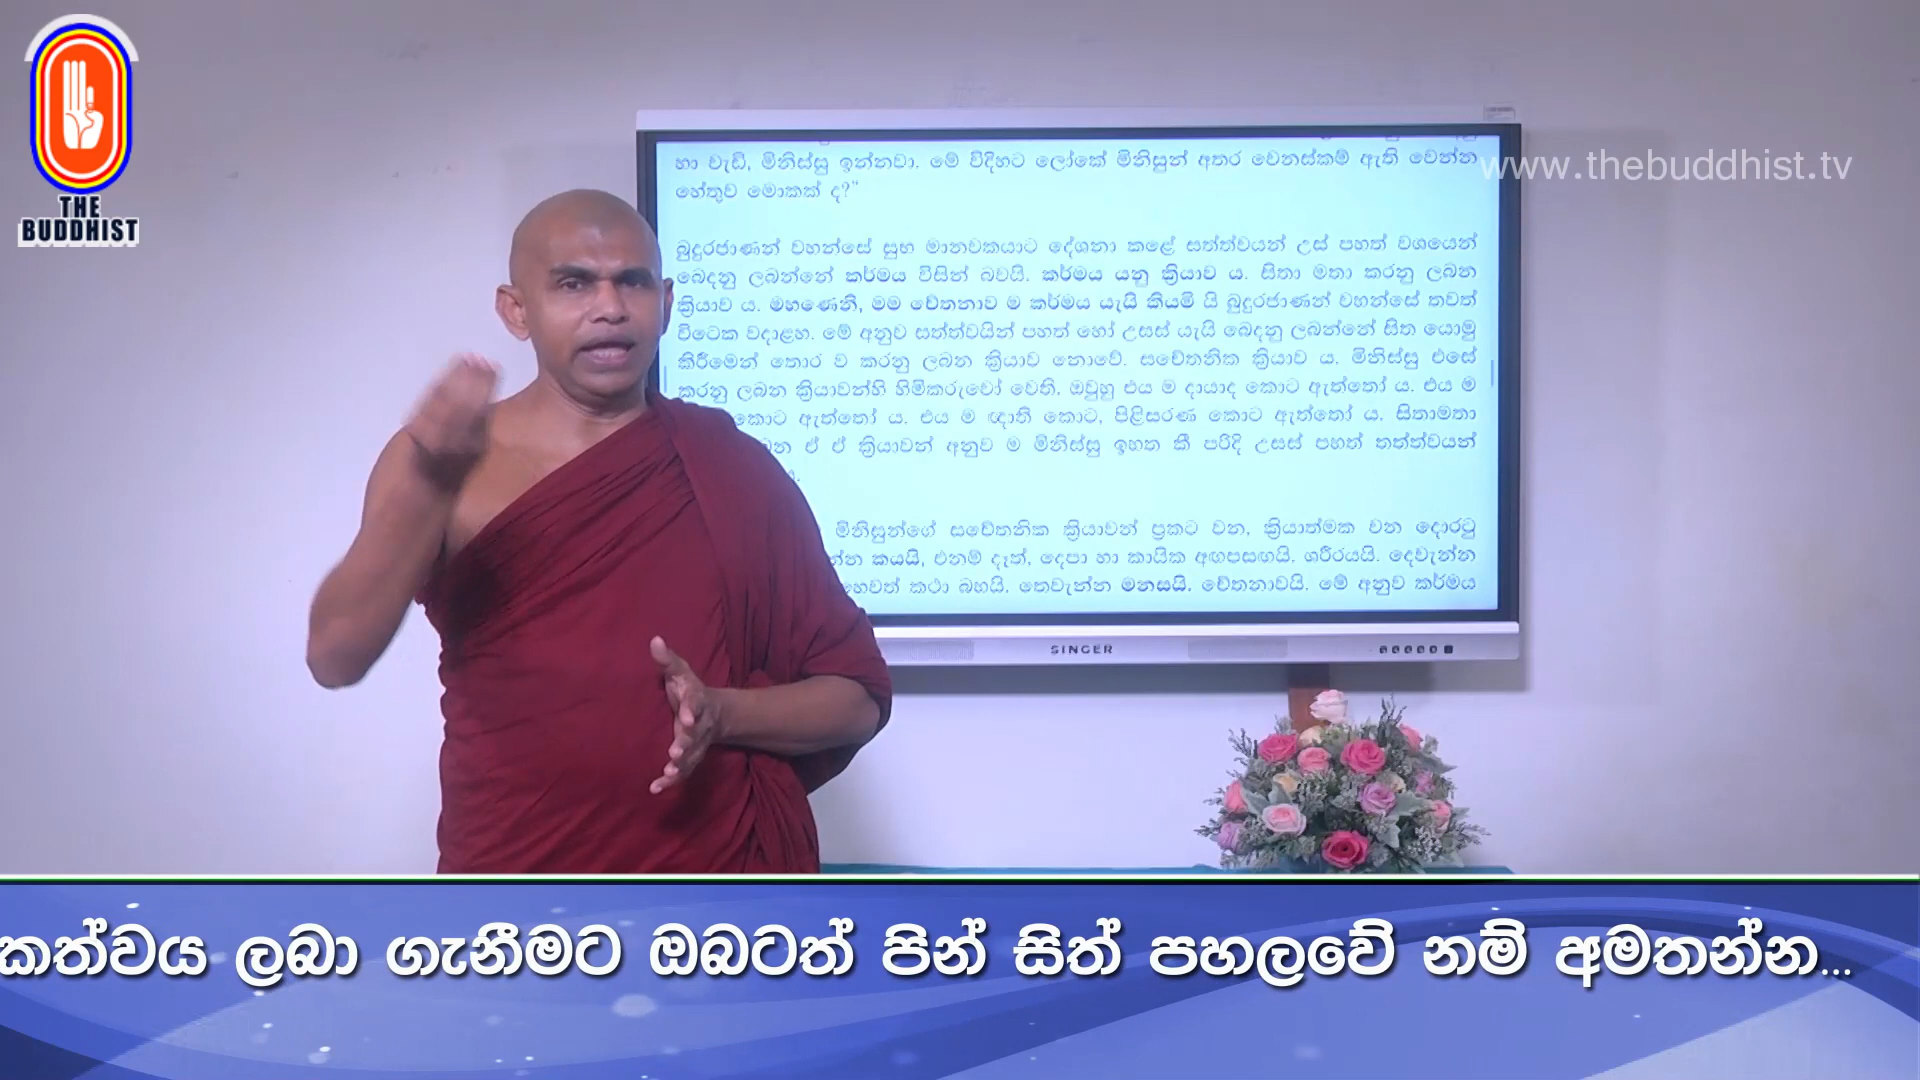 THE
BUDDHIST
www.thebuddhist.tv
හා වැඩි, මිනිස්සු ඉන්නවා. මේ විදිහට ලෝකේ මිනිසුන් අතර වෙනස්කම් ඇති වෙන්න
හේතුව මොකක් ද?"
බුදුරජාණන් වහන්සේ සුභ මානවකයාට දේශනා කළේ සත්ත්වයන් උස් පහත් වශයෙන්
බෙදනු ලබන්නේ කර්මය විසින් බවයි. කර්මය යනු ක්‍රියාව ය. සිතා මතා කරනු ලබන
ක්‍රියාව ය. මහණෙනි, මම චේතනාව ම කර්මය යැයි කියමි යි බුදුරජාණන් වහන්සේ තවත්
විටෙක වදාළහ. මේ අනුව සත්ත්වයින් පහත් හෝ උසස් යැයි බෙදනු ලබන්නේ සිත යොමු
කිරීමෙන් තොර ව කරනු ලබන ක්‍රියාව නොවේ. සචේතනික ක්‍රියාව ය. මිනිස්සු එසේ
කරනු ලබන ක්‍රියාවන්හි හිමිකරුවෝ වෙති. ඔවුහු එය ම දායාද කොට ඇත්තෝ ය. එය ම
කොට ඇත්තෝ ය. එය ම ඥාති කොට, පිළිසරණ කොට ඇත්තෝ ය. සිතාමතා
ඒ ඒ ක්‍රියාවන් අනුව ම මිනිස්සු ඉහත කී පරිදි උසස් පහත් තත්ත්වයන්
මිනිසුන්ගේ සචේතනික ක්‍රියාවන් ප්‍රකට වන, ක්‍රියාත්මක වන දොරටු
කයයි, එනම් දෑත්, දෙපා හා කායික අඟපසඟයි. ශරීරයයි. දෙවැන්න
හෙවත් කථා බහයි. තෙවැන්න මනසයි. චේතනාවයි. මේ අනුව කර්මය
SINGER
කත්වය ලබා ගැනීමට ඔබටත් පින් සිත් පහලවේ නම් අමතන්න...